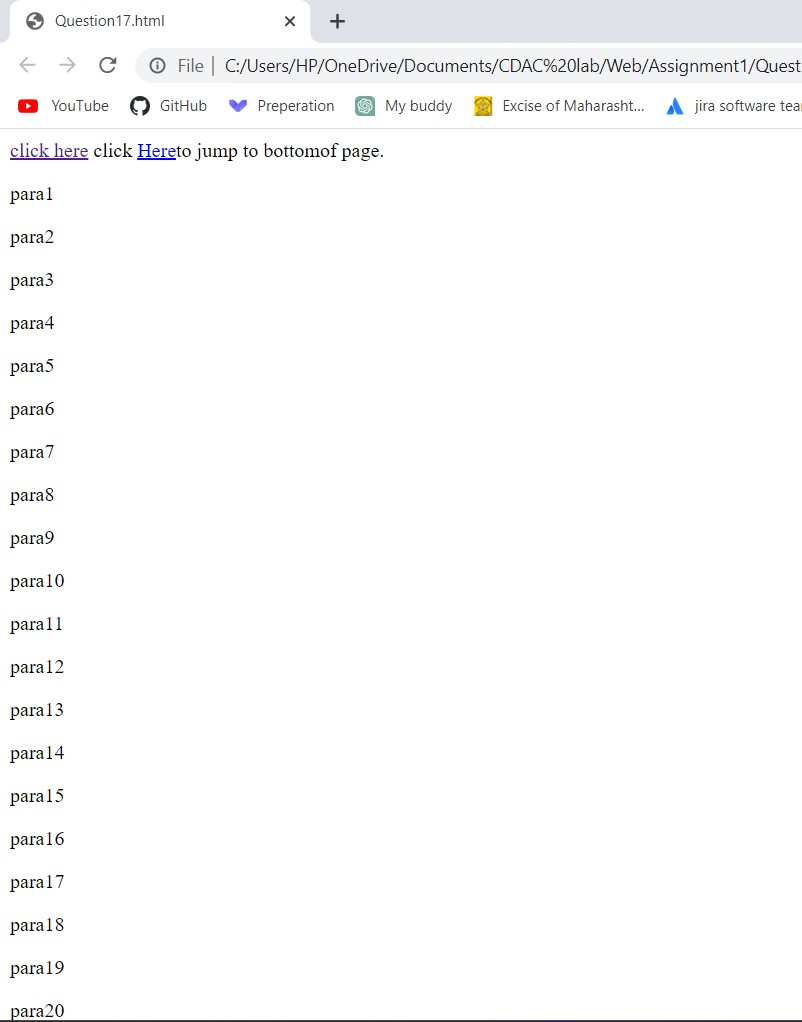 Question17.html
File | C:/Users/HP/OneDrive/Documents/CDAC%20lab/Web/Assignment1/Quest
YouTube GitHub Preperation My buddy Excise of Maharasht... jira software tea
click here click Hereto jump to bottomof page.
para1
para2
para3
para4
para5
para6
para7
para8
para9
para10
para11
para12
para13
para14
para15
para16
para17
para18
para19
para20